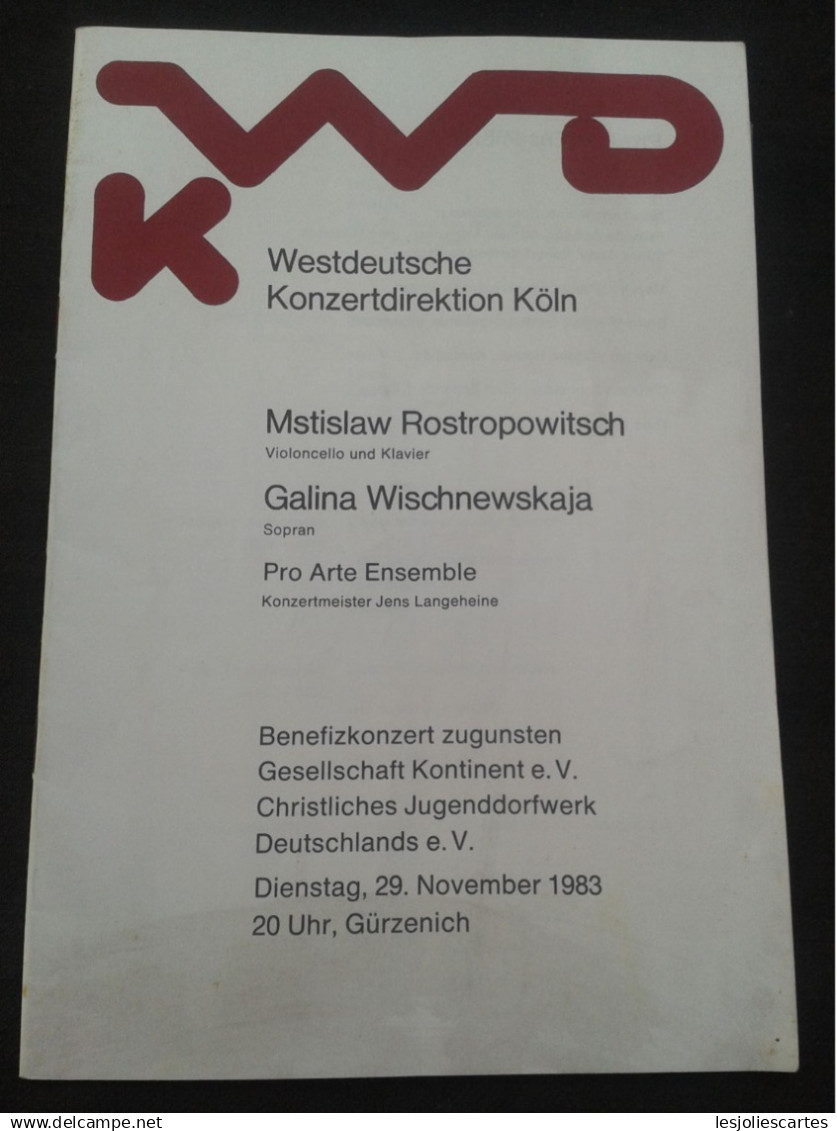 WD
K
Westdeutsche
Konzertdirektion Köln
Mstislaw Rostropowitsch
Violoncello und Klavier
Galina Wischnewskaja
Sopran
Pro Arte Ensemble
Konzertmeister Jens Langeheine
Benefizkonzert zugunsten
Gesellschaft Kontinent e.V.
Christliches Jugenddorfwerk
Deutschlands e.V.
Dienstag, 29. November 1983
20 Uhr, Gürzenich
www.delcampe.net
lesjoliescartes